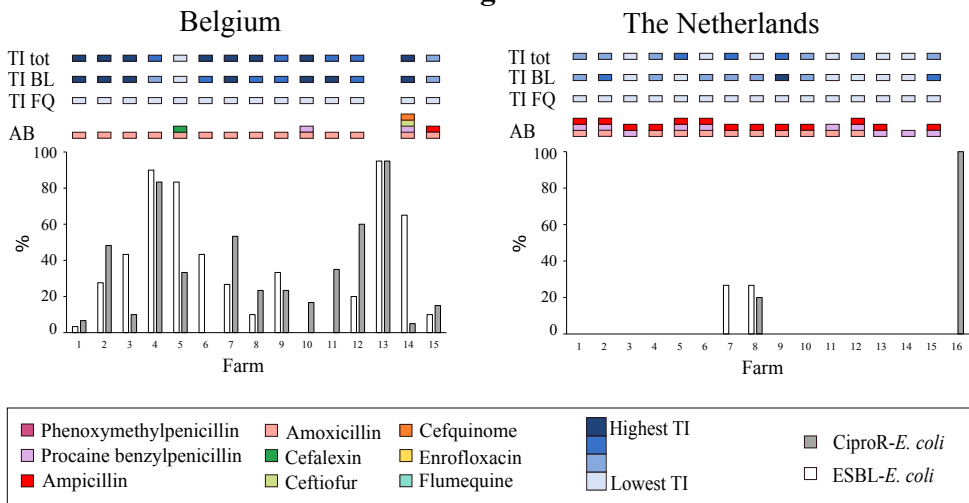 Belgium
The Netherlands
TI tot
TI BL
TI FQ
AB
TI tot
TI BL
TI FQ
AB
100
80
60
40
20
0
%
1 2 3 4 5 6 7 8 9 10 11 12 13 14 15
Farm
100
80
60
40
20
0
%
1 2 3 4 5 6 7 8 9 10 11 12 13 14 15 16
Farm
Phenoxymethylpenicillin
Procaine benzylpenicillin
Ampicillin
Amoxicillin
Cefalexin
Ceftiofur
Cefquinome
Enrofloxacin
Flumequine
Highest TI
Lowest TI
CiproR-E. coli
ESBL-E. coli